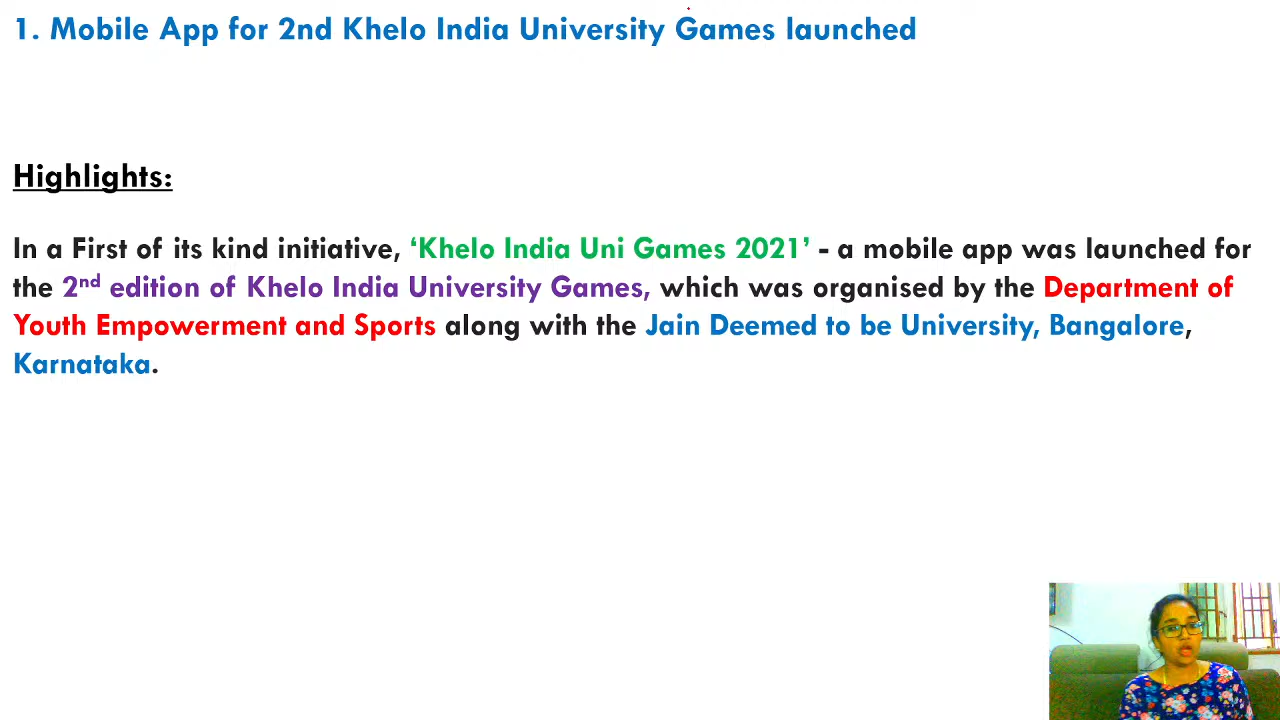 1. Mobile App for 2nd Khelo India University Games launched
Highlights:
In a First of its kind initiative, ‘Khelo India Uni Games 2021’ - a mobile app was launched for
the 2nd edition of Khelo India University Games, which was organised by the Department of
Youth Empowerment and Sports along with the Jain Deemed to be University, Bangalore,
Karnataka.